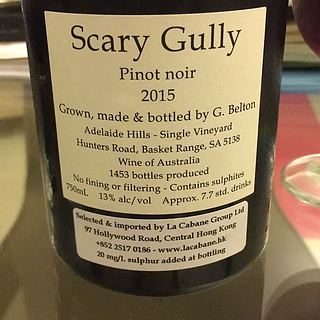 Scary Gully
Pinot noir
2015
Grown, made & bottled by G. Belton
Adelaide Hills - Single Vineyard
Hunters Road, Basket Range, SA 5138
Wine of Australia
1453 bottles produced
No fining or filtering - Contains sulphites
750mL 13% alc/vol Approx. 7.7 std. drinks
Selected & imported by La Cabane Group Ltd
97 Hollywood Road, Central Hong Kong
+852 2517 0186 - www.lacabane.hk
20 mg/L sulphur added at bottling